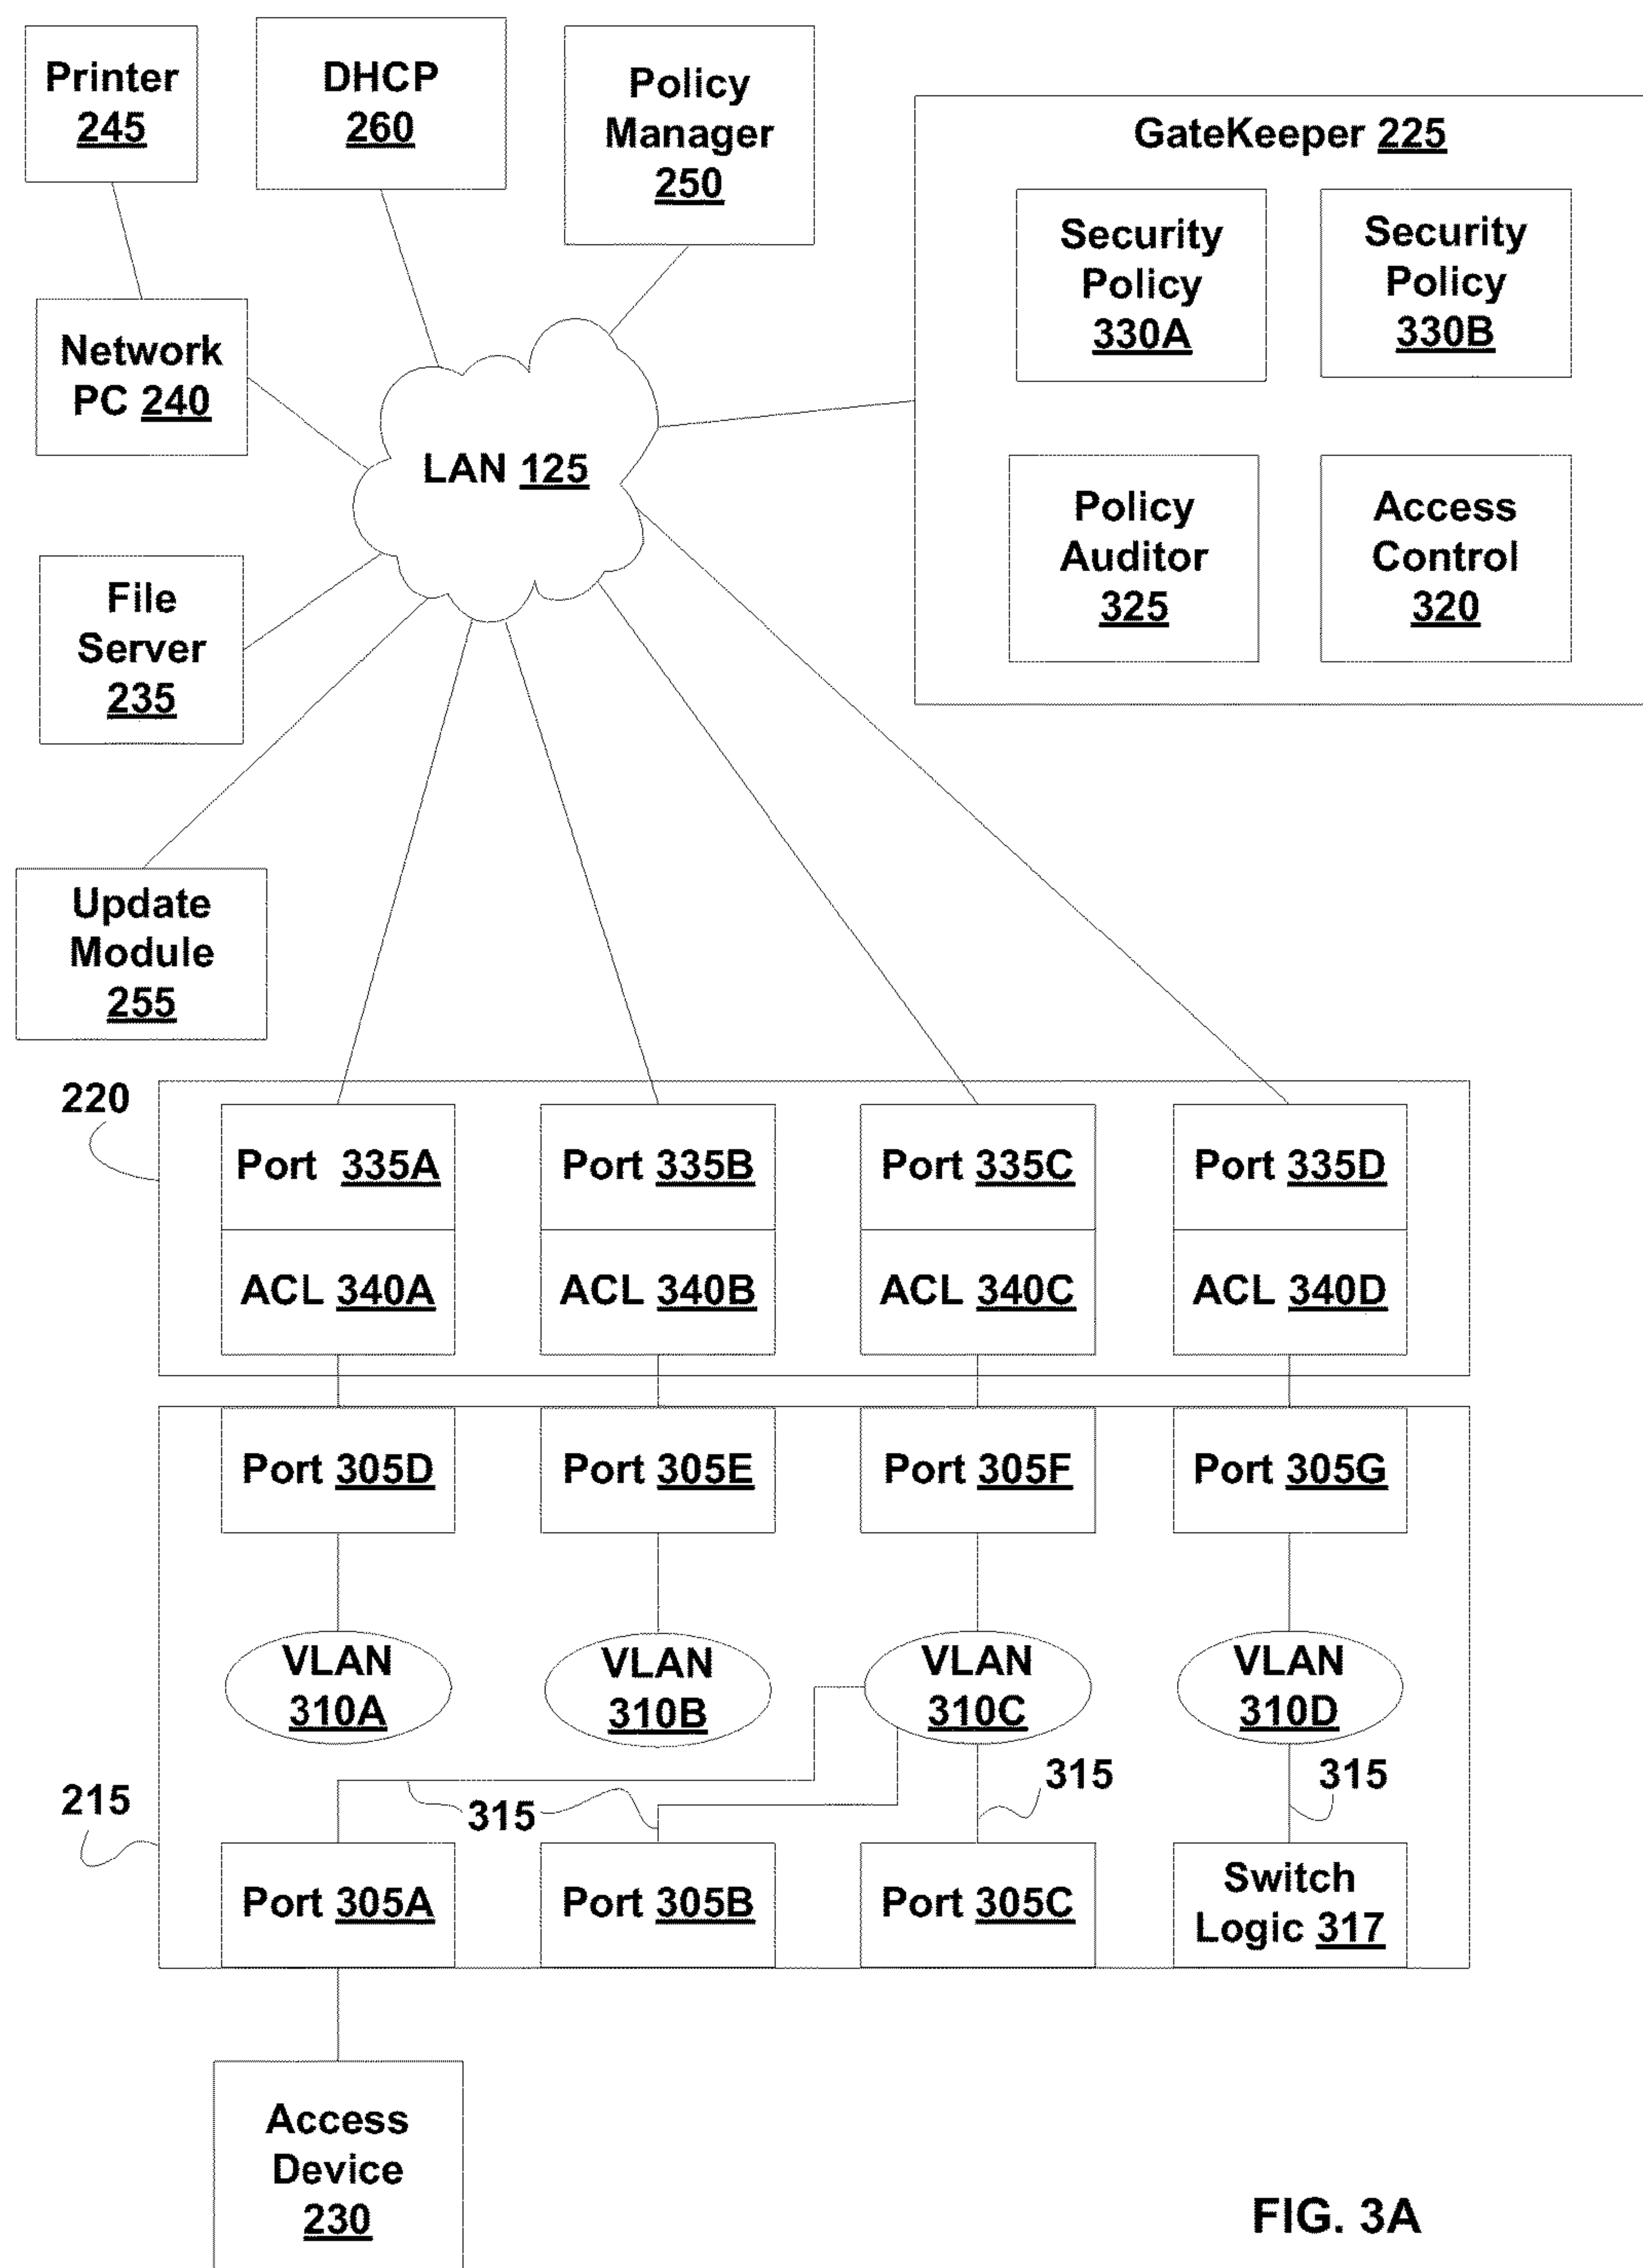 Printer
245
DHCP
260
Policy
Manager
250
GateKeeper 225
Security
Policy
330A
Security
Policy
330B
Network
PC 240
LAN 125
Policy
Auditor
325
Access
Control
320
File
Server
235
Update
Module
255
220
Port 335A
Port 335B
Port 335C
Port 335D
ACL 340A
ACL 340B
ACL 340C
ACL 340D
Port 305D
Port 305E
Port 305F
Port 305G
VLAN
310A
VLAN
310B
VLAN
310C
VLAN
310D
215
315
315
315
Port 305A
Port 305B
Port 305C
Switch
Logic 317
Access
Device
230
FIG. 3A